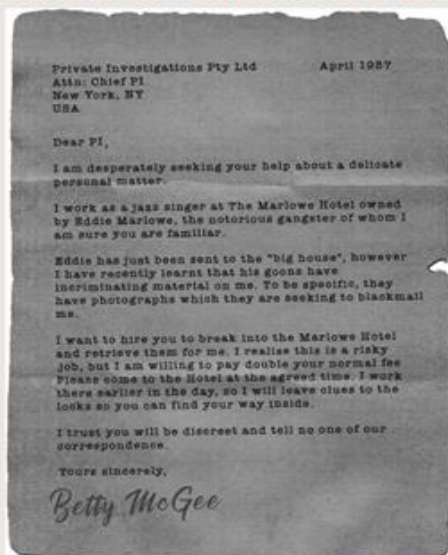 Private Investigations Pty Ltd April 1957
Attn: Chief PI
New York, NY
USA
Dear PI,
I am desperately seeking your help about a delicate
personal matter.
I work as a jazz singer at The Marlowe Hotel owned
by Eddie Marlowe, the notorious gangster of whom I
am sure you are familiar.
Eddie has just been sent to the "big house", however
I have recently learnt that his goons have
incriminating material on me. To be specific, they
have photographs which they are seeking to blackmail
me.
I want to hire you to break into the Marlowe Hotel
and retrieve them for me. I realise this is a risky
job, but I am willing to pay double your normal fee
Please come to the Hotel at the agreed time. I work
there earlier in the day, so I will leave clues to the
locks so you can find your way inside.
I trust you will be discreet and tell no one of our
correspondence.
Yours sincerely,
Betty McGee